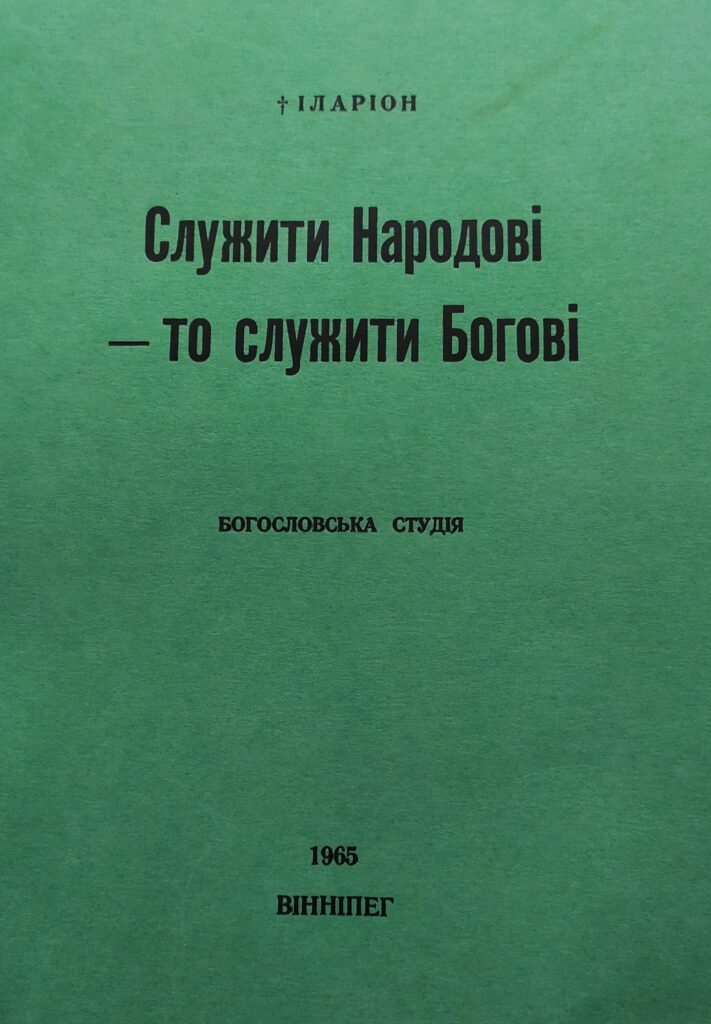 † ІЛАРІОН
Служити Народові
— то служити Богові
БОГОСЛОВСЬКА СТУДІЯ
1965
ВІННІПЕГ